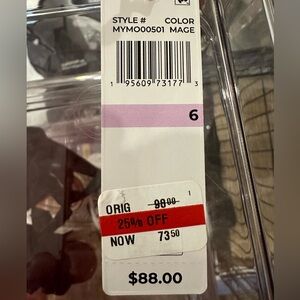 STYLE # COLOR
MYMO00501 MAGE
1 95609 73177 3
6
1
ORIG 98.00
25% OFF
NOW 73.50
$88.00